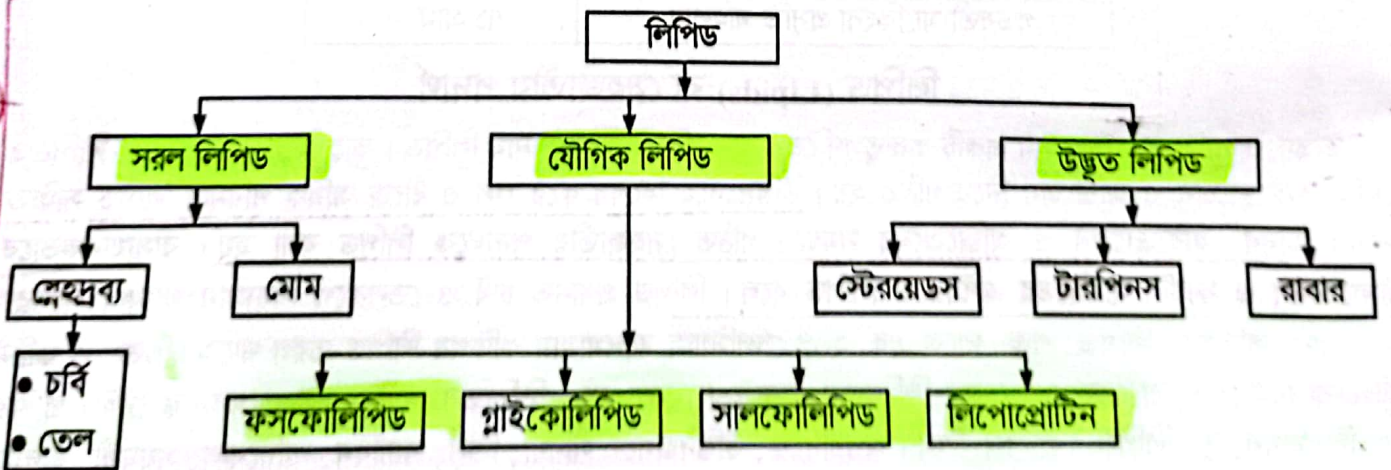 লিপিড
সরল লিপিড
যৌগিক লিপিড
উদ্ভূত লিপিড
স্নেহদ্রব্য
মোম
স্টেরয়েডস
টারপিনস
রাবার
• চর্বি
• তেল
ফসফোলিপিড
গ্লাইকোলিপিড
সালফোলিপিড
লিপোপ্রোটিন